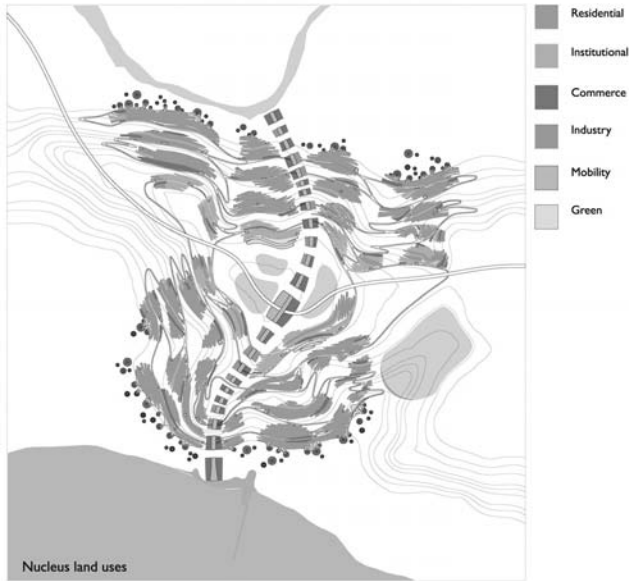 Residential
Institutional
Commerce
Industry
Mobility
Green
Nucleus land uses